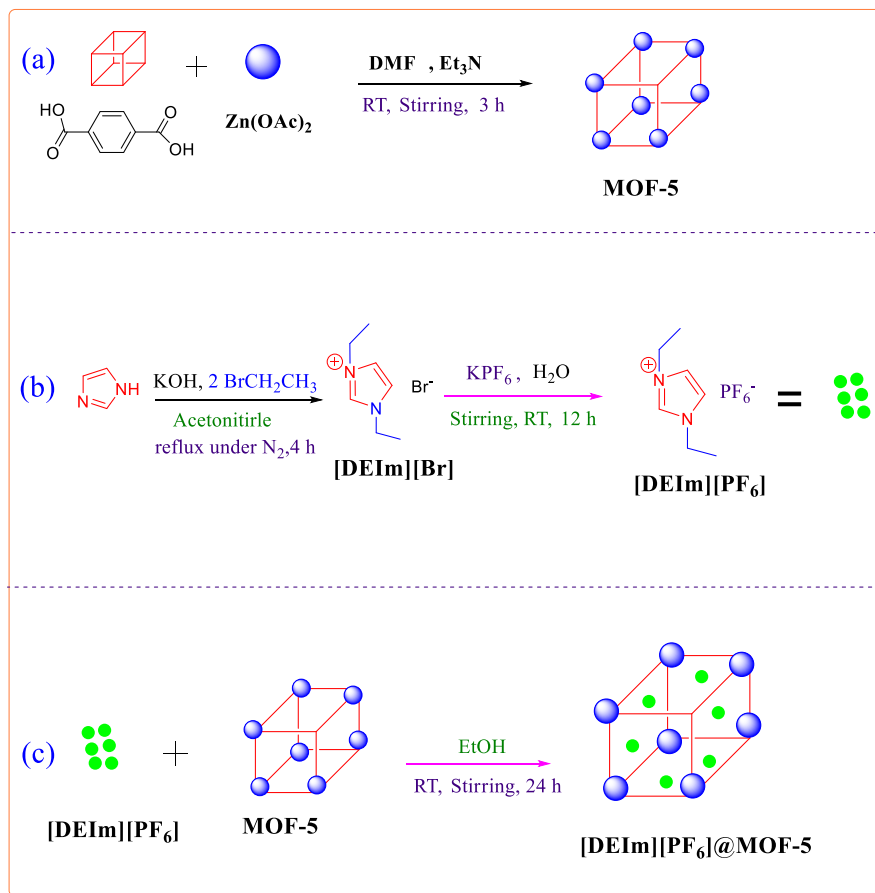 (a)
+
HO
O
O
OH
Zn(OAc)2
DMF , Et3N
RT, Stirring, 3 h
MOF-5
(b)
N
NH
KOH, 2 BrCH2CH3
Acetonitirle
reflux under N2,4 h
+
N
N
Br-
[DEIm][Br]
KPF6, H2O
Stirring, RT, 12 h
+
N
N
PF6-
=
[DEIm][PF6]
(c)
[DEIm][PF6]
+
MOF-5
EtOH
RT, Stirring, 24 h
[DEIm][PF6]@MOF-5